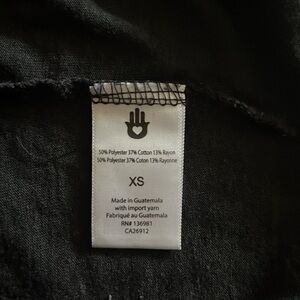 50% Polyester 37% Cotton 13% Rayon
50% Polyester 37% Cotton 13% Rayonne
XS
Made in Guatemala
with import yarn
Fabriqué au Guatemala
RN# 136981
CA26912